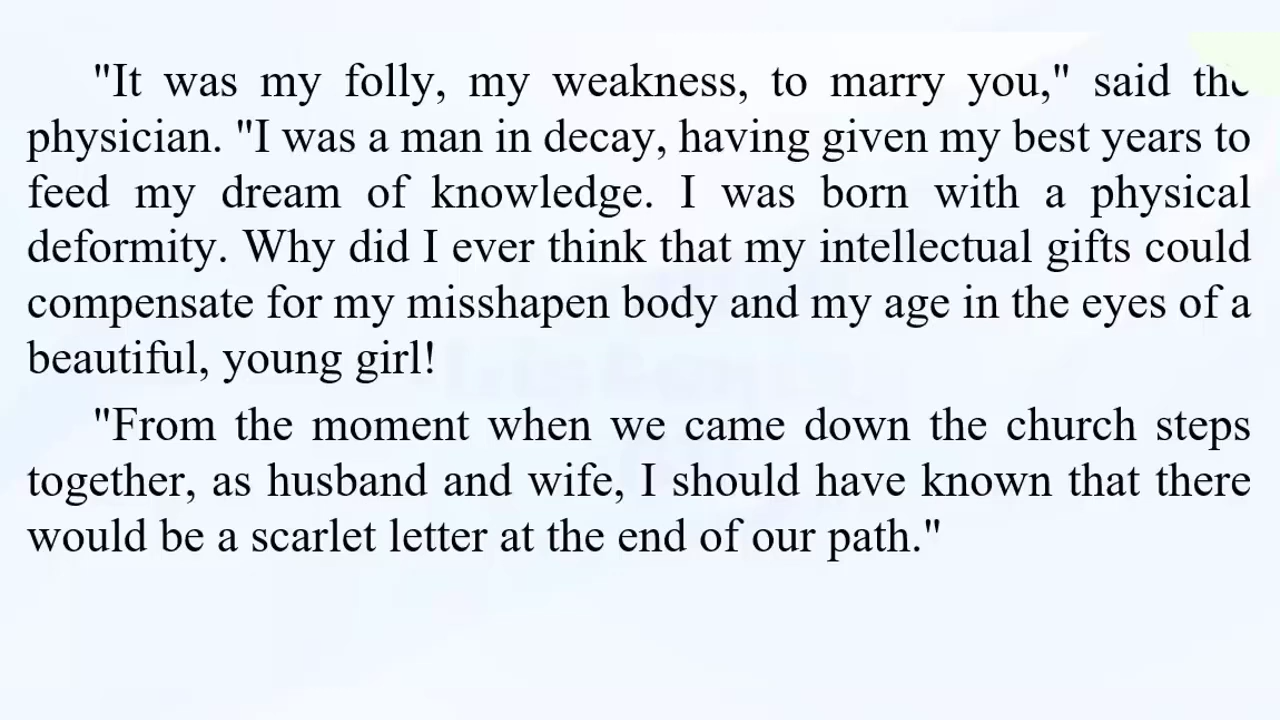 "It was my folly, my weakness, to marry you," said the
physician. "I was a man in decay, having given my best years to
feed my dream of knowledge. I was born with a physical
deformity. Why did I ever think that my intellectual gifts could
compensate for my misshapen body and my age in the eyes of a
beautiful, young girl!
"From the moment when we came down the church steps
together, as husband and wife, I should have known that there
would be a scarlet letter at the end of our path."